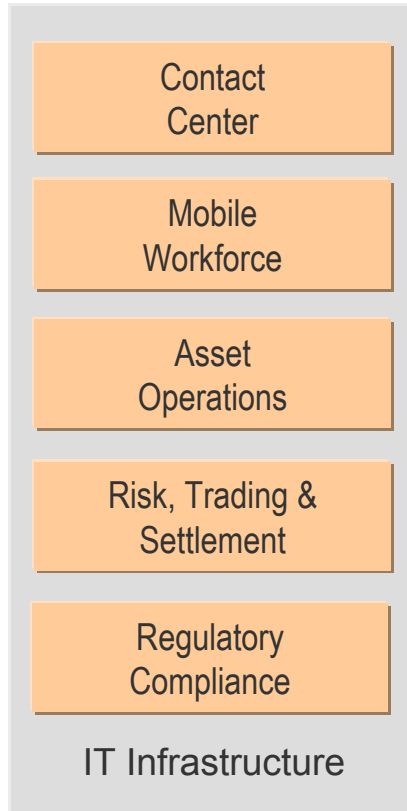 Contact
Center
Mobile
Workforce
Asset
Operations
Risk, Trading &
Settlement
Regulatory
Compliance
IT Infrastructure